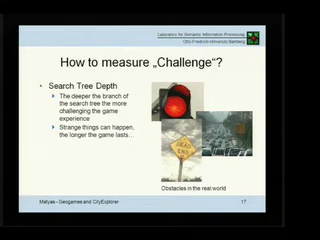 Laboratory for Semantic Information Processing
Otto-Friedrich-University Bamberg
How to measure „Challenge“?
• Search Tree Depth
The deeper the branch of
the search tree the more
challenging the game
experience
Strange things can happen,
the longer the game lasts...
DEAD
END
Obstacles in the real world
Matyas - Geogames and CityExplorer
17